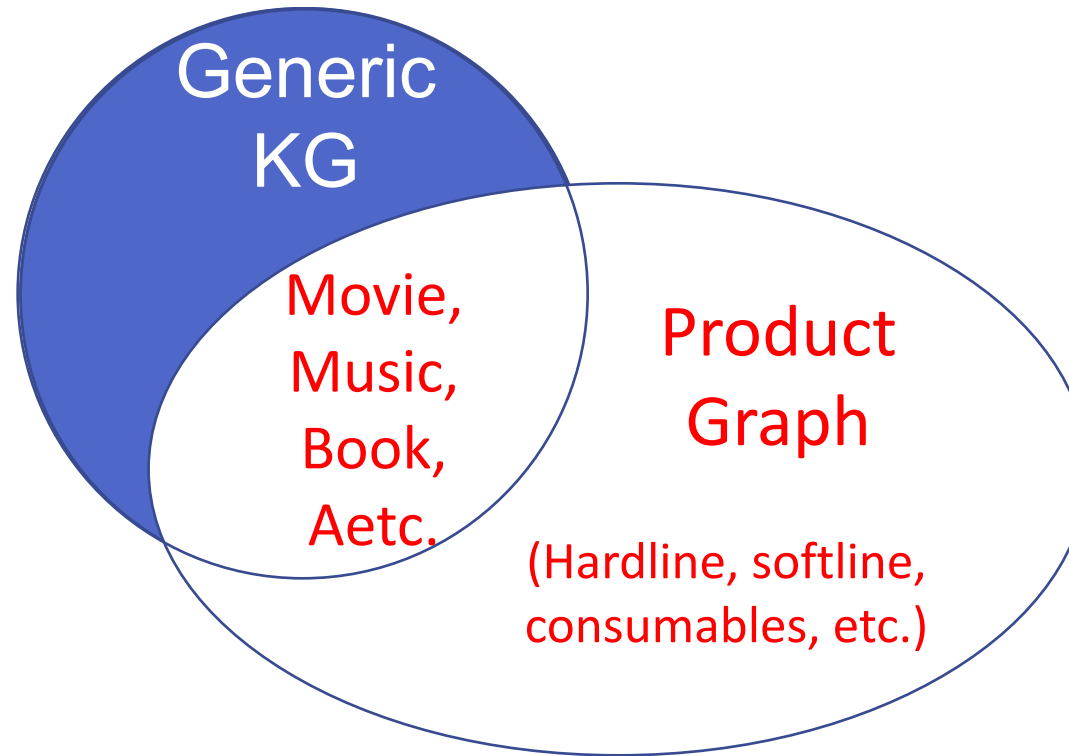 Generic
KG
Movie,
Music,
Book,
Aetc.
Product
Graph
(Hardline, softline,
consumables, etc.)